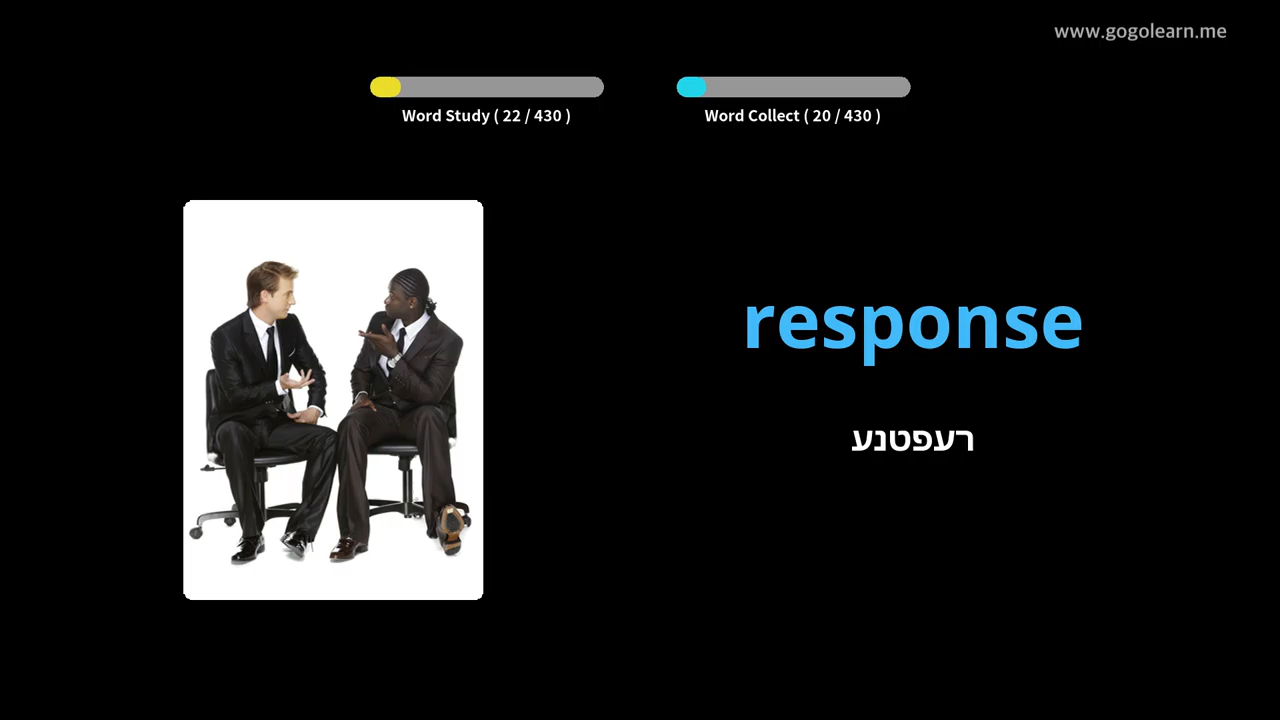 www.gogolearn.me
Word Study ( 22 / 430 )
Word Collect ( 20 / 430 )
response
רעפטנע